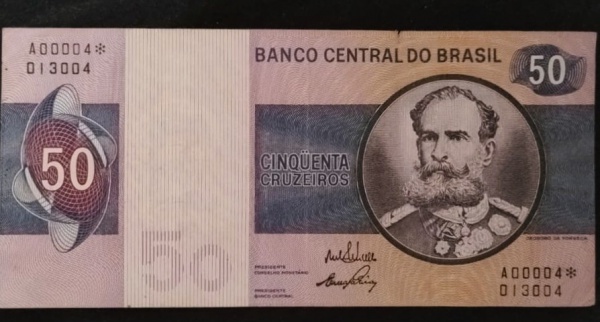 A00004*
013004
BANCO CENTRAL DO BRASIL
50
50
CINQÜENTA
CRUZEIROS
50
PRESIDENTE
CONSELHO MONETÁRIO
PRESIDENTE
BANCO CENTRAL
DEODORO DA FONSECA
A00004*
013004